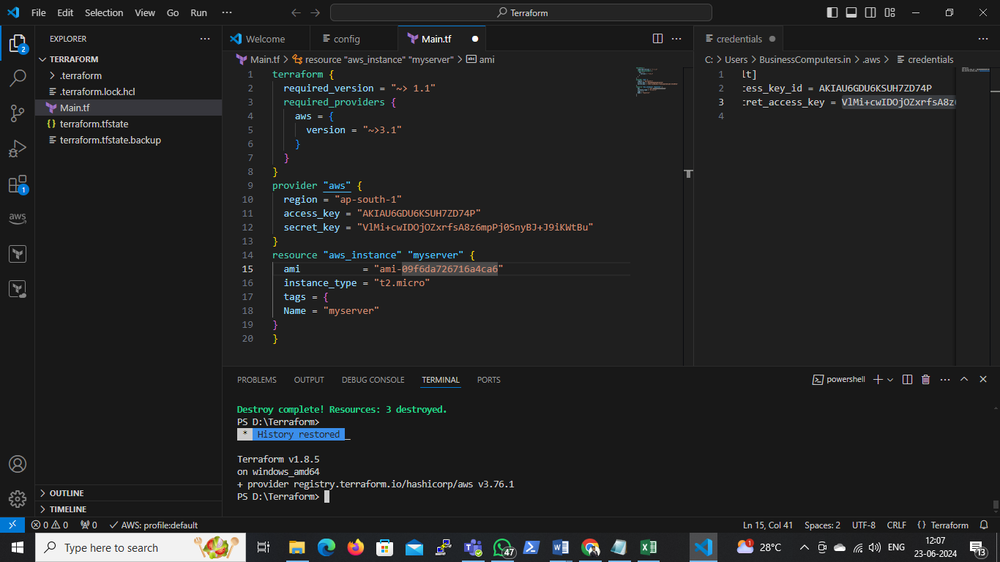 File Edit Selection View Go Run ··· Terraform
EXPLORER ···
TERRAFORM
.terraform
.terraform.lock.hcl
Main.tf
terraform.tfstate
terraform.tfstate.backup
OUTLINE
TIMELINE
2
1
aws
Welcome config Main.tf
Main.tf > resource "aws_instance" "myserver" > ami
1 terraform {
2 required_version = "~> 1.1"
3 required_providers {
4 aws = {
5 version = "~>3.1"
6 }
7 }
8 }
9 provider "aws" {
10 region = "ap-south-1"
11 access_key = "AKIAU6GDU6KSUH7ZD74P"
12 secret_key = "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"
13 }
14 resource "aws_instance" "myserver" {
15 ami = "ami-09f6da726716a4ca6"
16 instance_type = "t2.micro"
17 tags = {
18 Name = "myserver"
19 }
20 }
credentials
C: > Users > BusinessComputers.in > .aws > credentials
1 lt]
2 cess_key_id = AKIAU6GDU6KSUH7ZD74P
3 cret_access_key = VlMi+cwIDOjOZxrfsA8z
4
PROBLEMS OUTPUT DEBUG CONSOLE TERMINAL PORTS
powershell
Destroy complete! Resources: 3 destroyed.
PS D:\Terraform>
* History restored
Terraform v1.8.5
on windows_amd64
+ provider registry.terraform.io/hashicorp/aws v3.76.1
PS D:\Terraform>
0 0 0 AWS: profile:default
Ln 15, Col 41 Spaces: 2 UTF-8 CRLF {} Terraform
Type here to search
47
1 28°C ENG 12:07
23-06-2024
13